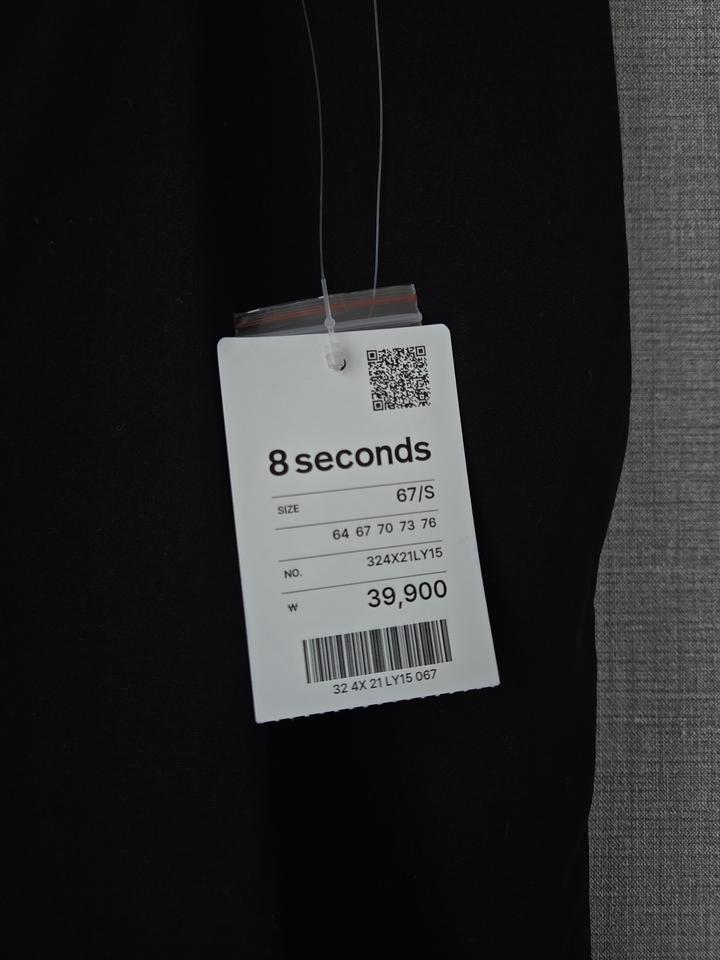 8 seconds
SIZE 67/S
64 67 70 73 76
NO. 324X21LY15
₩ 39,900
32 4X 21 LY15 067